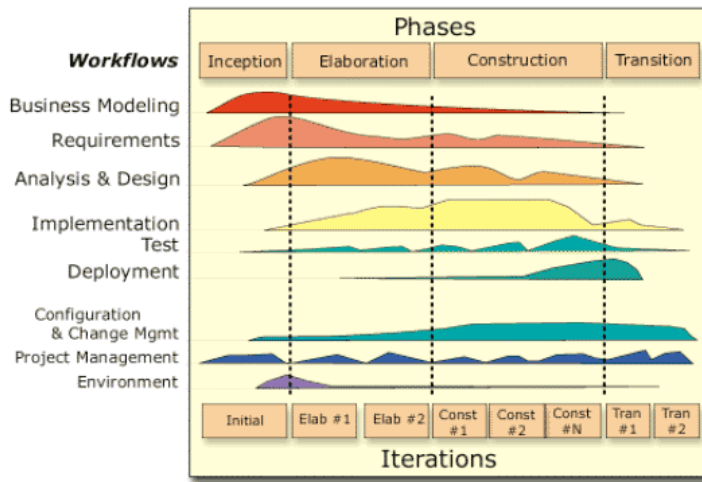 Phases
Workflows
Inception
Elaboration
Construction
Transition
Business Modeling
Requirements
Analysis & Design
Implementation
Test
Deployment
Configuration
& Change Mgmt
Project Management
Environment
Initial
Elab #1
Elab #2
Const
#1
Const
#2
Const
#N
Tran
#1
Tran
#2
Iterations